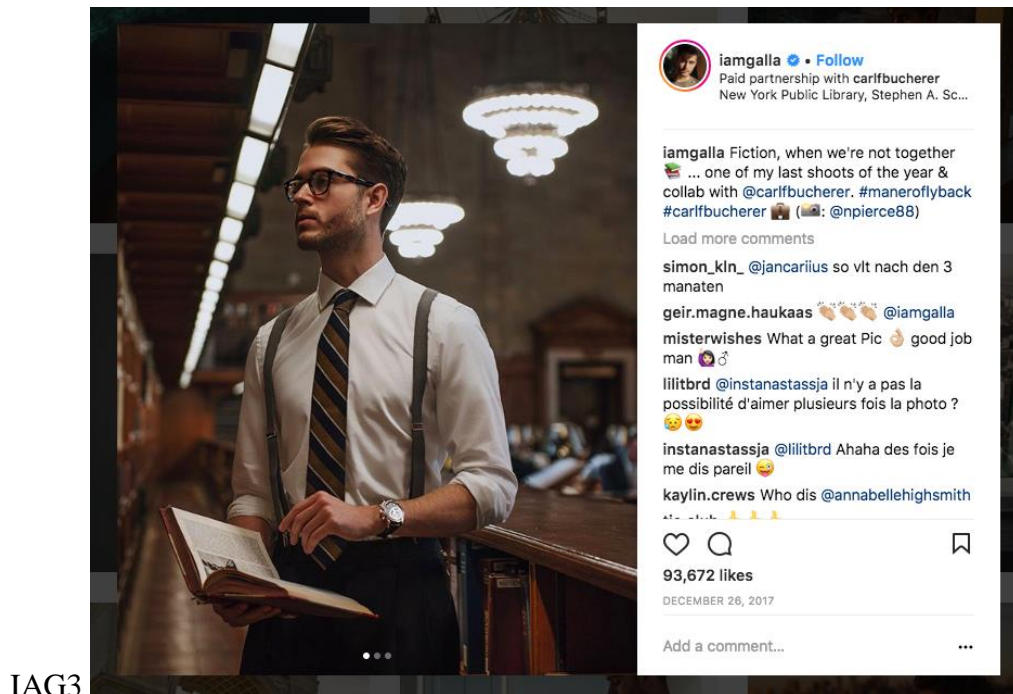 iamgalla • Follow
Paid partnership with carlfbucherer
New York Public Library, Stephen A. Sc...
iamgalla Fiction, when we're not together
📚 ... one of my last shoots of the year &
collab with @carlfbucherer. #maneroflyback
#carlfbucherer 💼 (📸: @npierce88)
Load more comments
simon_kln_ @jancariius so vlt nach den 3
manaten
geir.magne.haukaas 👏🏼👏🏼👏🏼 @iamgalla
misterwishes What a great Pic 👌🏻 good job
man 🙋🏻♂
lilitbrd @instanastassja il n'y a pas la
possibilité d'aimer plusieurs fois la photo ?
😥😍
instanastassja @lilitbrd Ahaha des fois je
me dis pareil 😜
kaylin.crews Who dis @annabellehighsmith
93,672 likes
DECEMBER 26, 2017
Add a comment...
IAG3